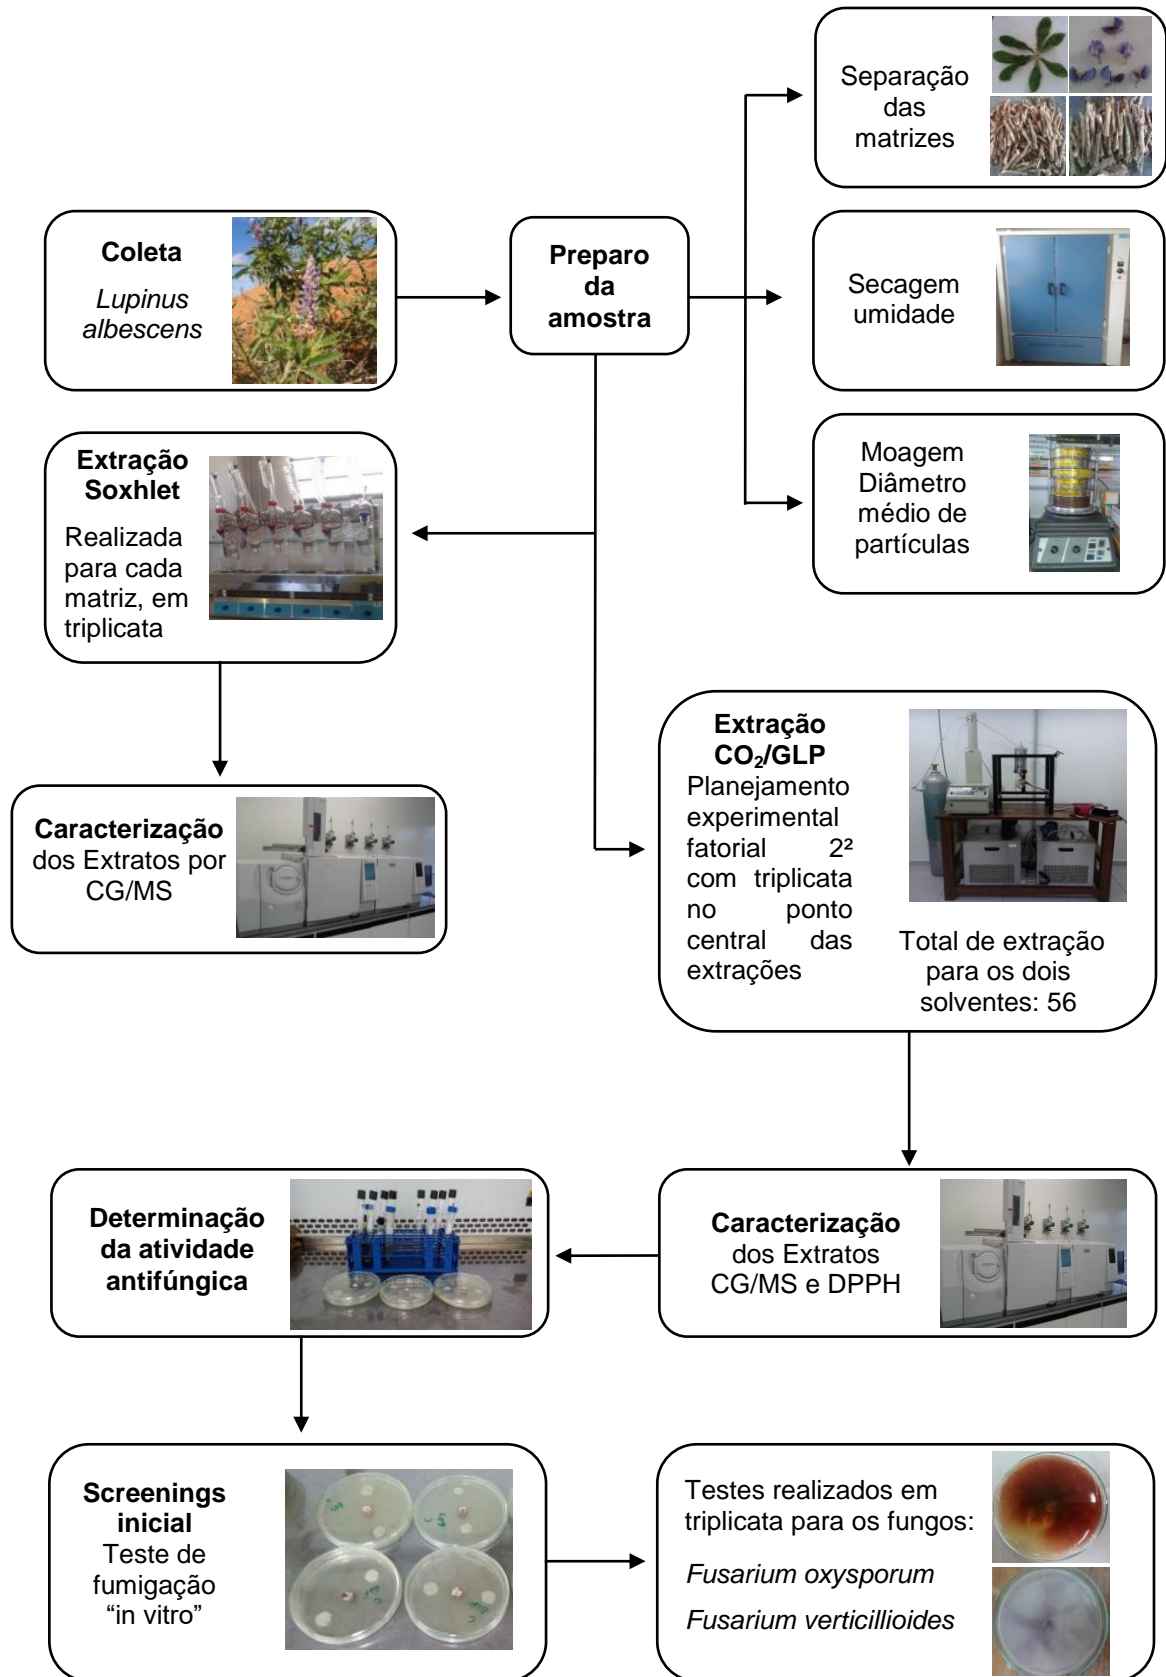 Separação
das
matrizes
Coleta
Lupinus
albescens
Preparo
da
amostra
Secagem
umidade
Moagem
Diâmetro
médio de
partículas
Extração
Soxhlet
Realizada
para cada
matriz, em
triplicata
Extração
CO₂/GLP
Planejamento
experimental
fatorial 2²
com triplicata
no ponto
central das
extrações
Total de extração
para os dois
solventes: 56
Caracterização
dos Extratos por
CG/MS
Caracterização
dos Extratos
CG/MS e DPPH
Determinação
da atividade
antifúngica
Screenings
inicial
Teste de
fumigação
“in vitro”
Testes realizados em
triplicata para os fungos:
Fusarium oxysporum
Fusarium verticillioides